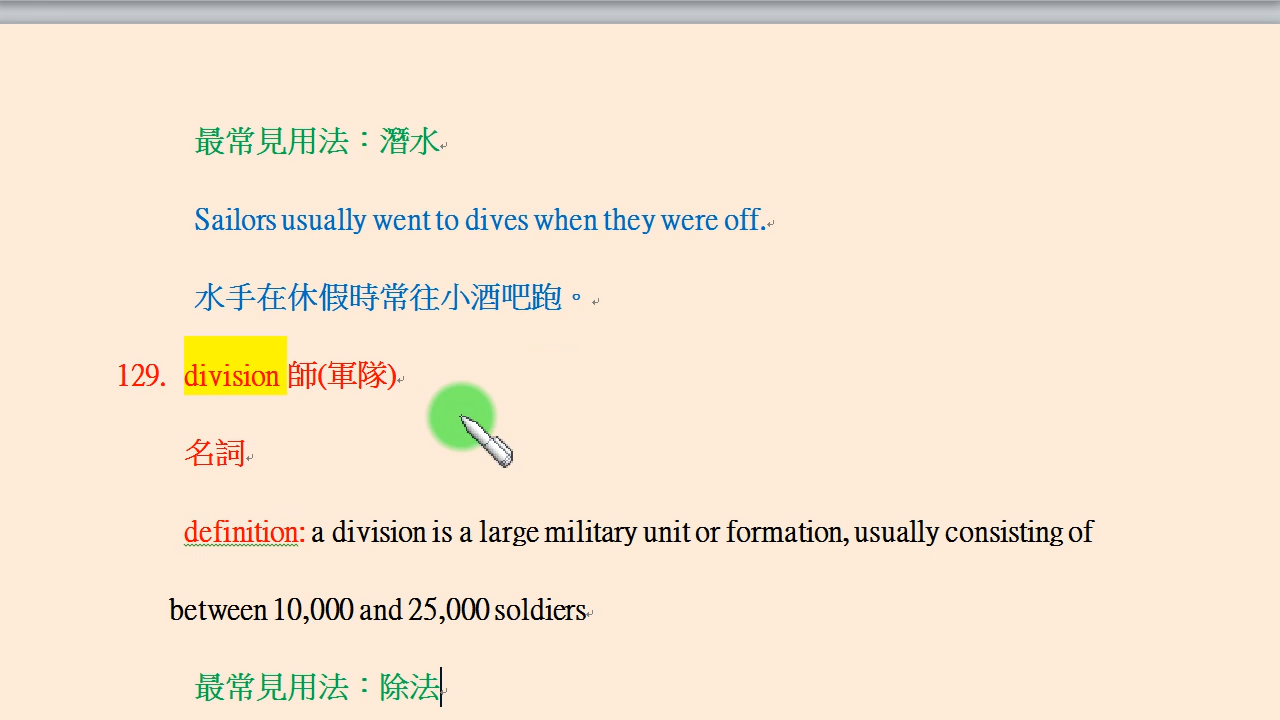 最常見用法：潛水
Sailors usually went to dives when they were off.
水手在休假時常往小酒吧跑。
129. division 師(軍隊)
名詞
definition: a division is a large military unit or formation, usually consisting of
between 10,000 and 25,000 soldiers
最常見用法：除法